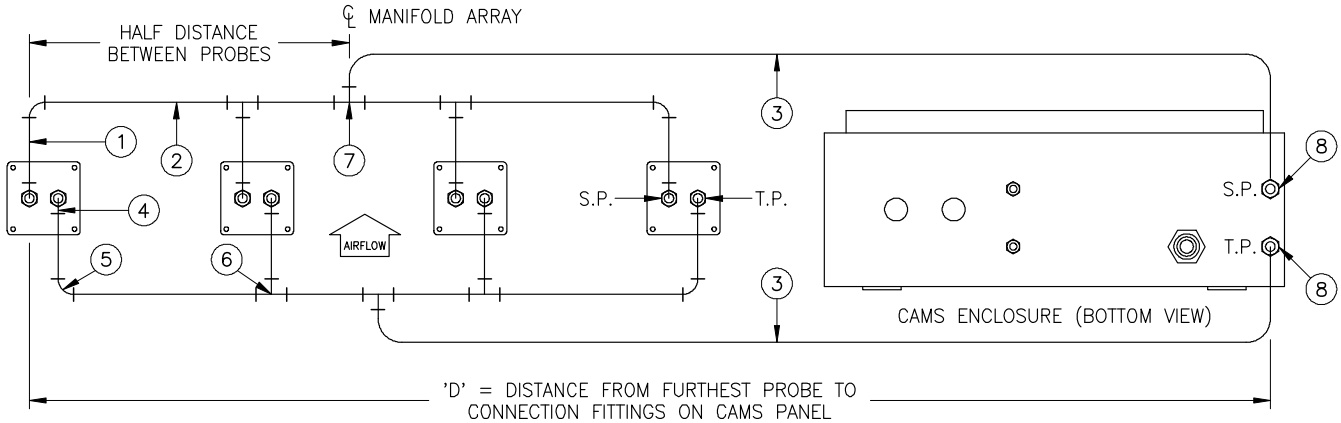 ℄ MANIFOLD ARRAY
HALF DISTANCE
BETWEEN PROBES
3
1
2
7
8
4
S.P.
T.P.
S.P.
AIRFLOW
5
6
T.P.
3
8
CAMS ENCLOSURE (BOTTOM VIEW)
'D' = DISTANCE FROM FURTHEST PROBE TO
CONNECTION FITTINGS ON CAMS PANEL